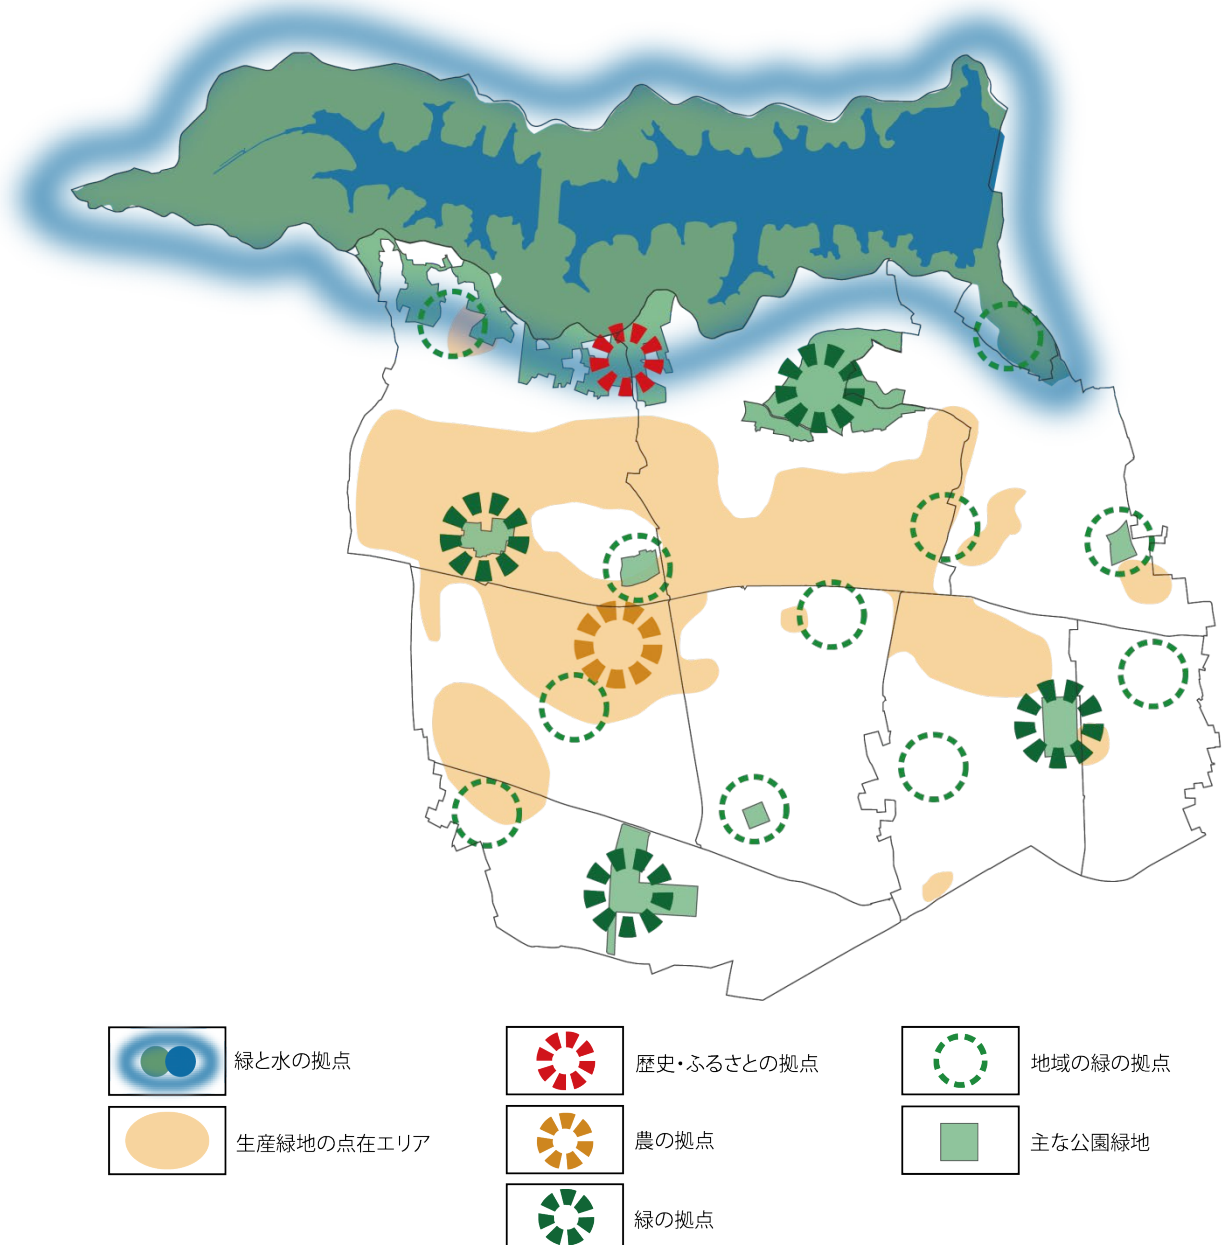 緑と水の拠点
生産緑地の点在エリア
歴史・ふるさとの拠点
農の拠点
緑の拠点
地域の緑の拠点
主な公園緑地